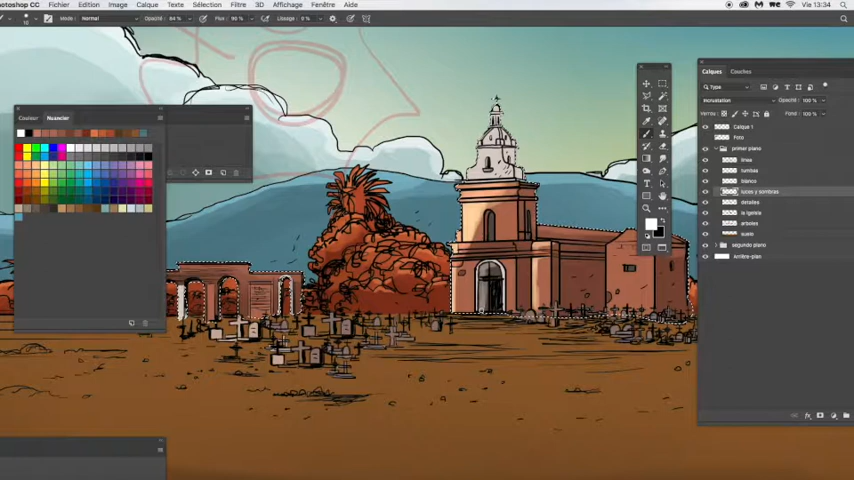 otoshop CC Fichier Edition Image Calque Texte Sélection Filtre 3D Affichage Fenêtre Aide Ven 13:34
Mode : Normal Opacité : 84 % Flux : 90 % Lissage : 0 %
Couleur Nuancier
Calques Couches
Type
Incrustation Opacité : 100 %
Fond : 100 %
Calque 1
Foto
primer plano
linea
tumbas
blanco
luces y sombras
detalles
la iglesia
arboles
suelo
segundo plano
Arrière-plan